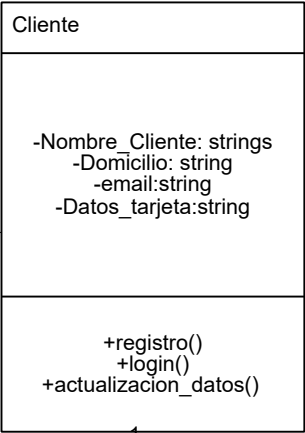 Cliente
-Nombre_Cliente: strings
-Domicilio: string
-email:string
-Datos_tarjeta:string
+registro()
+login()
+actualizacion_datos()